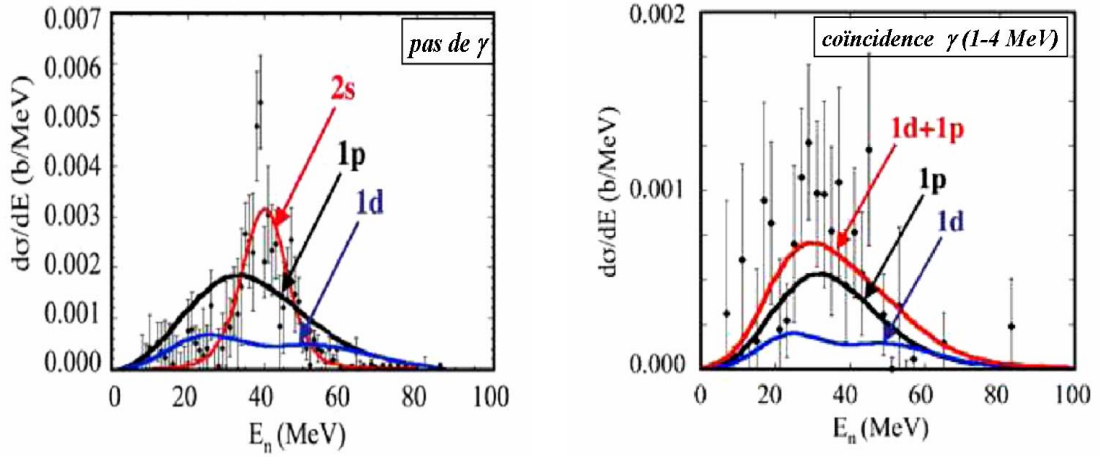 0.007
0.006
0.005
0.004
0.003
0.002
0.001
0.000
dσ/dE (b/MeV)
pas de γ
2s
1p
1d
0
20
40
60
80
100
Eₙ (MeV)
0.002
0.001
0.000
dσ/dE (b/MeV)
coïncidence γ (1-4 MeV)
1d+1p
1p
1d
0
20
40
60
80
100
Eₙ (MeV)